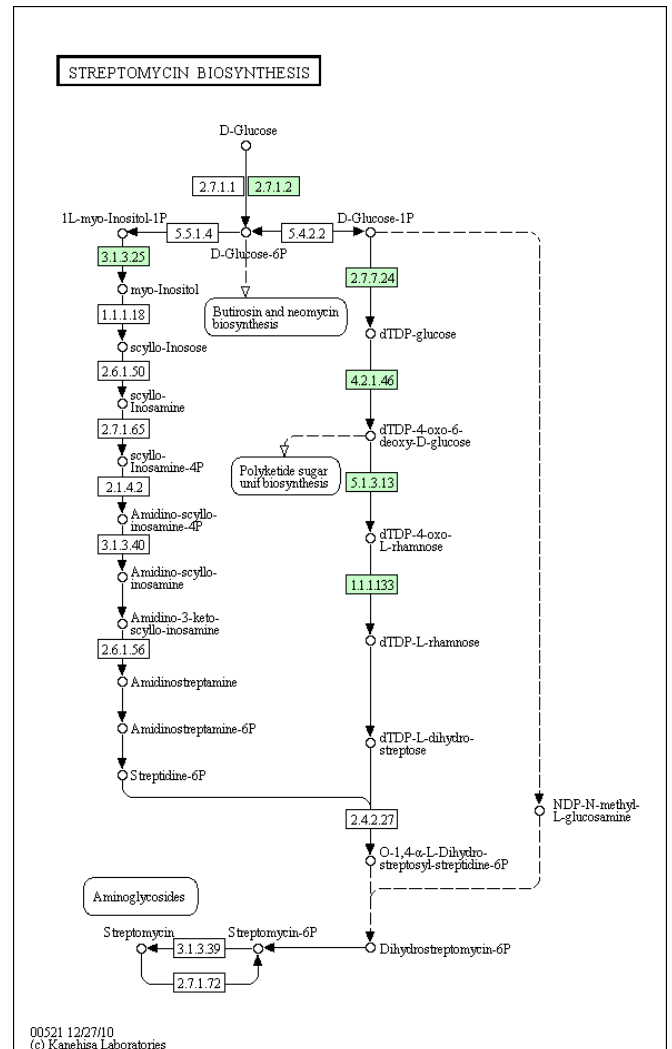 STREPTOMYCIN BIOSYNTHESIS
D-Glucose
2.7.1.1
2.7.1.2
1L-myo-Inositol-1P
5.5.1.4
5.4.2.2
D-Glucose-1P
D-Glucose-6P
3.1.3.25
2.7.7.24
myo-Inositol
Butirosin and neomycin
biosynthesis
1.1.1.18
dTDP-glucose
scyllo-Inosose
2.6.1.50
4.2.1.46
scyllo-
Inosamine
2.7.1.65
dTDP-4-oxo-6-
deoxy-D-glucose
scyllo-
Inosamine-4P
Polyketide sugar
unit biosynthesis
2.1.4.2
5.1.3.13
Amidino-scyllo-
inosamine-4P
3.1.3.40
dTDP-4-oxo-
L-rhamnose
Amidino-scyllo-
inosamine
1.1.1.133
Amidino-3-keto-
scyllo-inosamine
2.6.1.56
dTDP-L-rhamnose
Amidinostreptamine
Amidinostreptamine-6P
dTDP-L-dihydro-
streptose
Streptidine-6P
2.4.2.27
NDP-N-methyl-
L-glucosamine
O-1,4-α-L-Dihydro-
streptosyl-streptidine-6P
Aminoglycosides
Streptomycin
Streptomycin-6P
3.1.3.39
Dihydrostreptomycin-6P
2.7.1.72
00521 12/27/10
(c) Kanehisa Laboratories